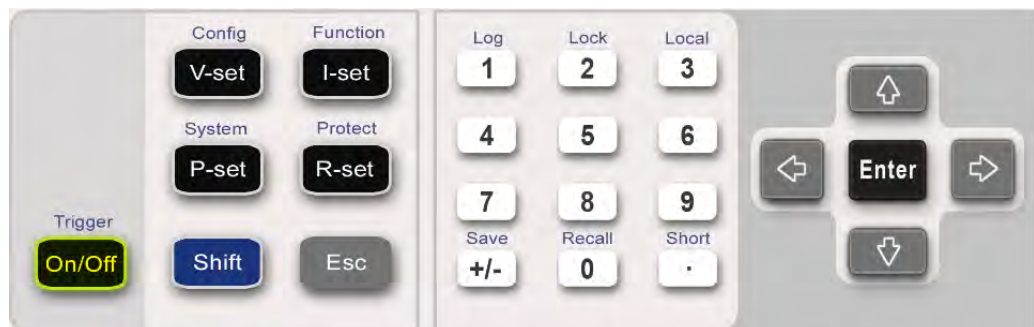 Config Function
V-set I-set
System Protect
P-set R-set
Trigger
On/Off Shift Esc
Log Lock Local
1 2 3
4 5 6
7 8 9
Save Recall Short
+/- 0 .
Enter